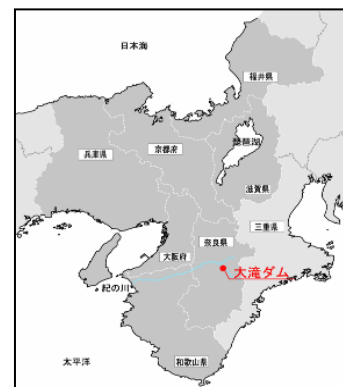 日本海
福井県
京都府
琵琶湖
兵庫県
滋賀県
三重県
奈良県
大阪府
大滝ダム
紀の川
太平洋
和歌山県